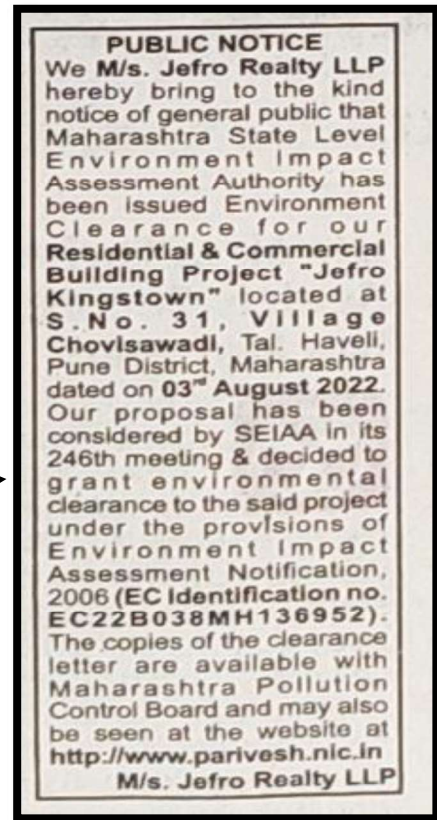 PUBLIC NOTICE
We M/s. Jefro Realty LLP
hereby bring to the kind
notice of general public that
Maharashtra State Level
Environment Impact
Assessment Authority has
been issued Environment
Clearance for our
Residential & Commercial
Building Project "Jefro
Kingstown" located at
S.No. 31, Village
Chovisawadi, Tal. Haveli,
Pune District, Maharashtra
dated on 03rd August 2022.
Our proposal has been
considered by SEIAA in its
246th meeting & decided to
grant environmental
clearance to the said project
under the provisions of
Environment Impact
Assessment Notification,
2006 (EC Identification no.
EC22B038MH136952).
The copies of the clearance
letter are available with
Maharashtra Pollution
Control Board and may also
be seen at the website at
http://www.parivesh.nic.in
M/s. Jefro Realty LLP